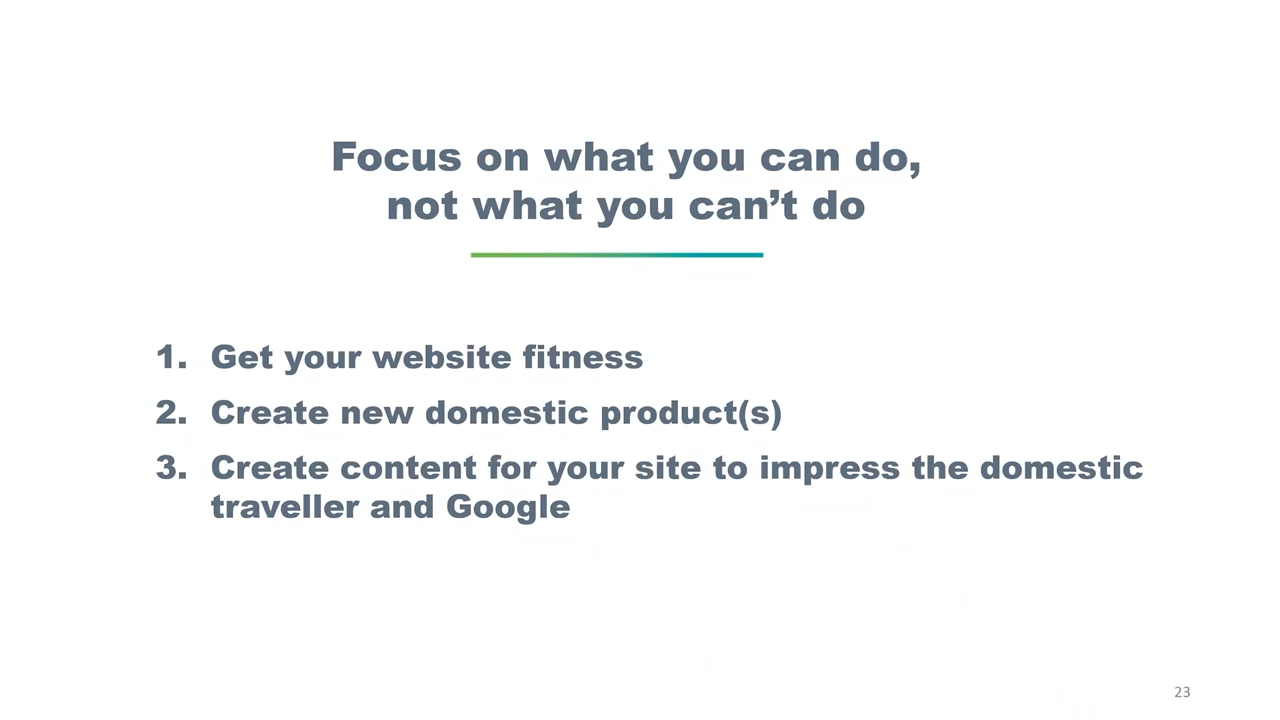 Focus on what you can do,
not what you can’t do
1. Get your website fitness
2. Create new domestic product(s)
3. Create content for your site to impress the domestic
traveller and Google
23